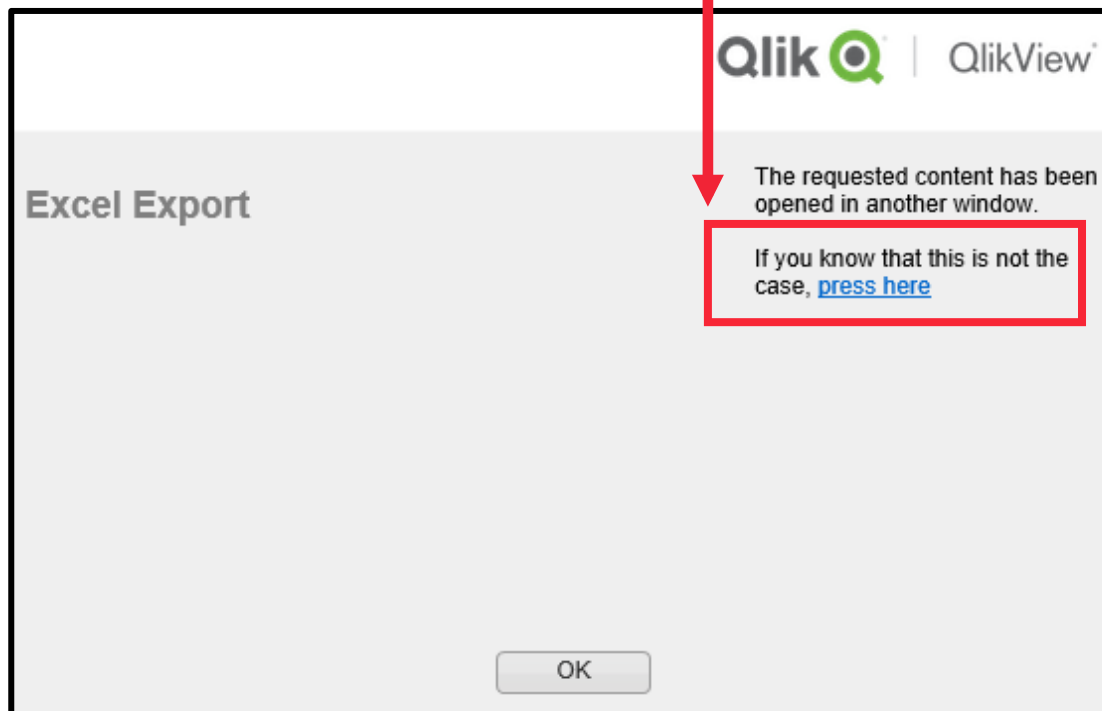 Qlik QlikView
Excel Export
The requested content has been
opened in another window.
If you know that this is not the
case, press here
OK